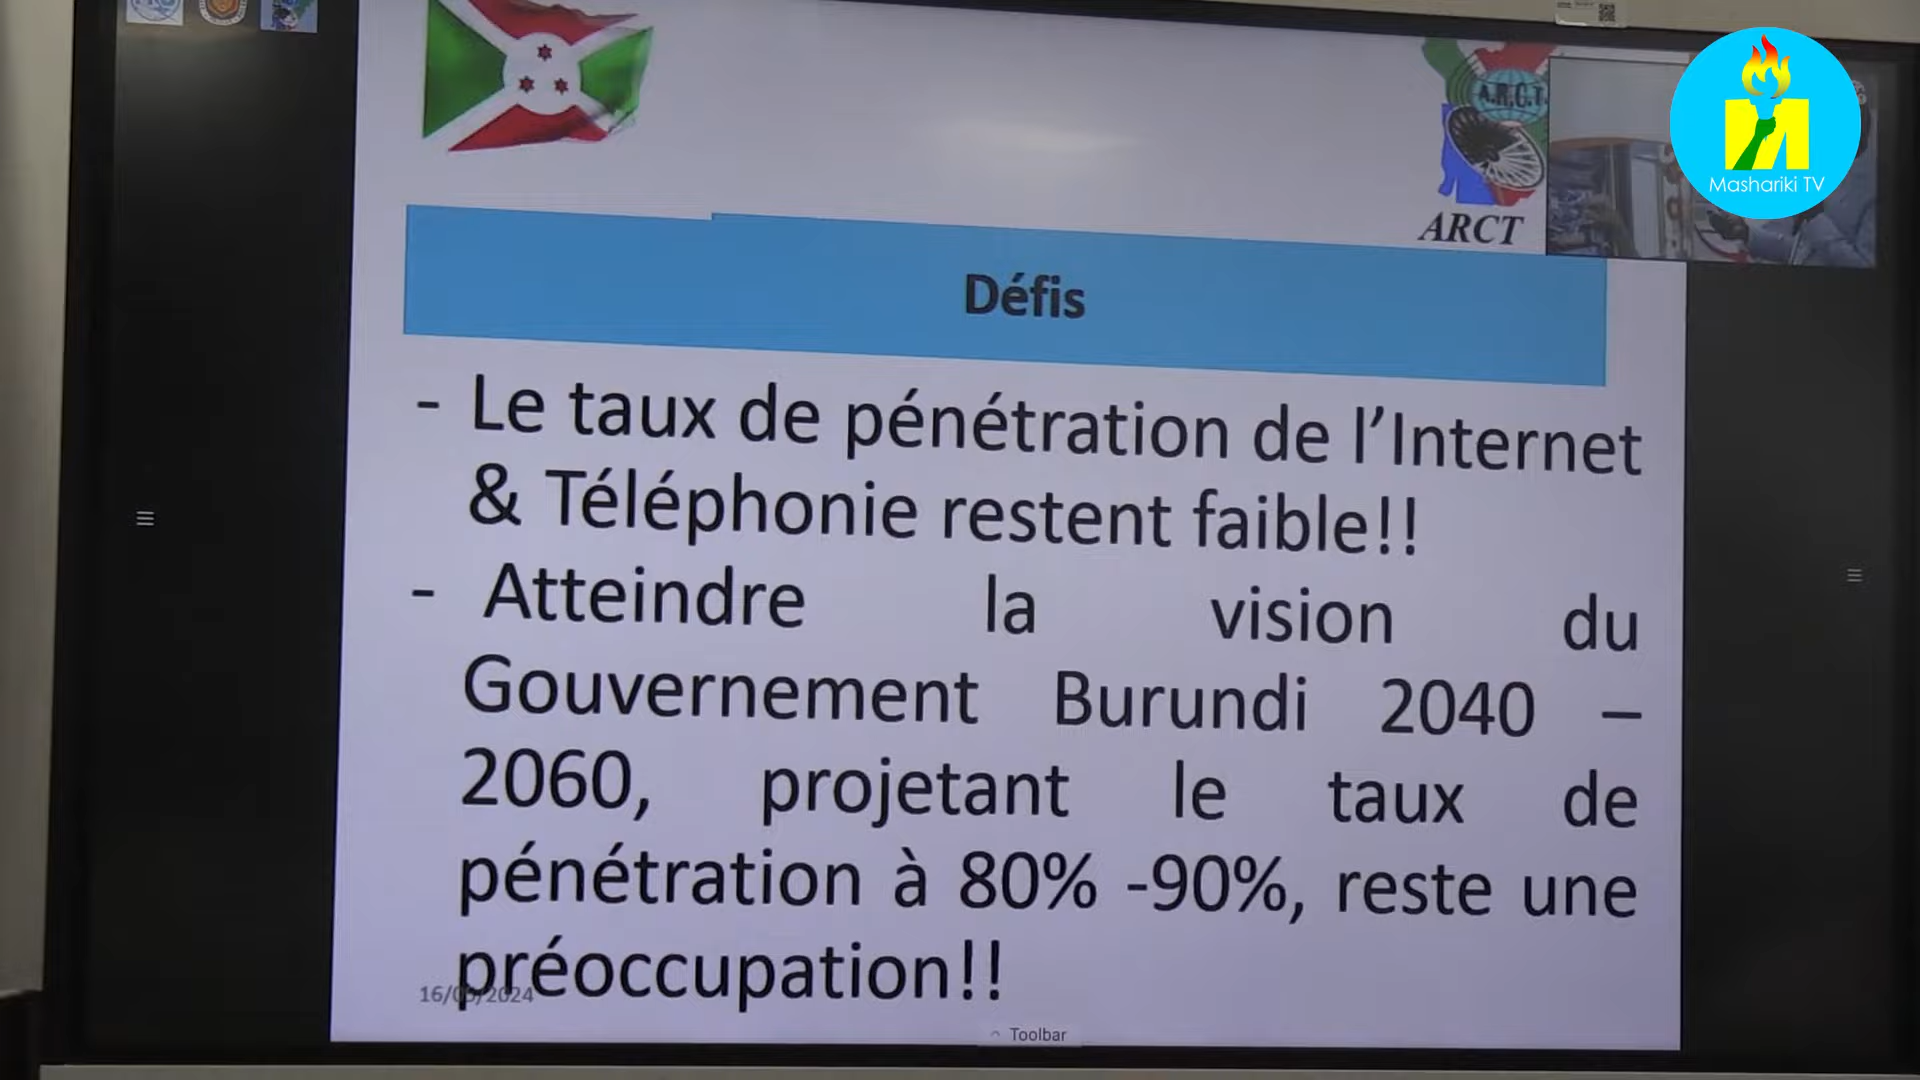 A.R.C.T.
ARCT
Mashariki TV
Défis
- Le taux de pénétration de l’Internet
& Téléphonie restent faible!!
- Atteindre la vision du
Gouvernement Burundi 2040 –
2060, projetant le taux de
pénétration à 80% -90%, reste une
préoccupation!!
Toolbar